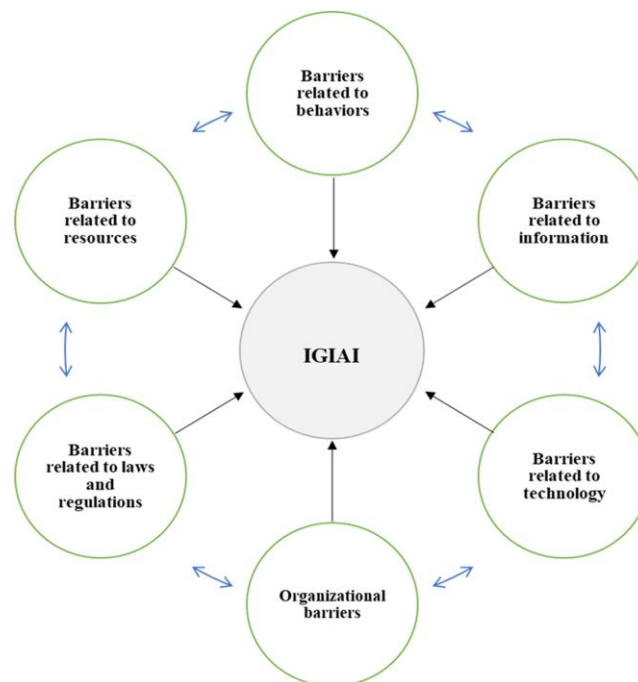 Barriers
related to
behaviors
Barriers
related to
resources
Barriers
related to
information
IGIAI
Barriers
related to laws
and
regulations
Barriers
related to
technology
Organizational
barriers